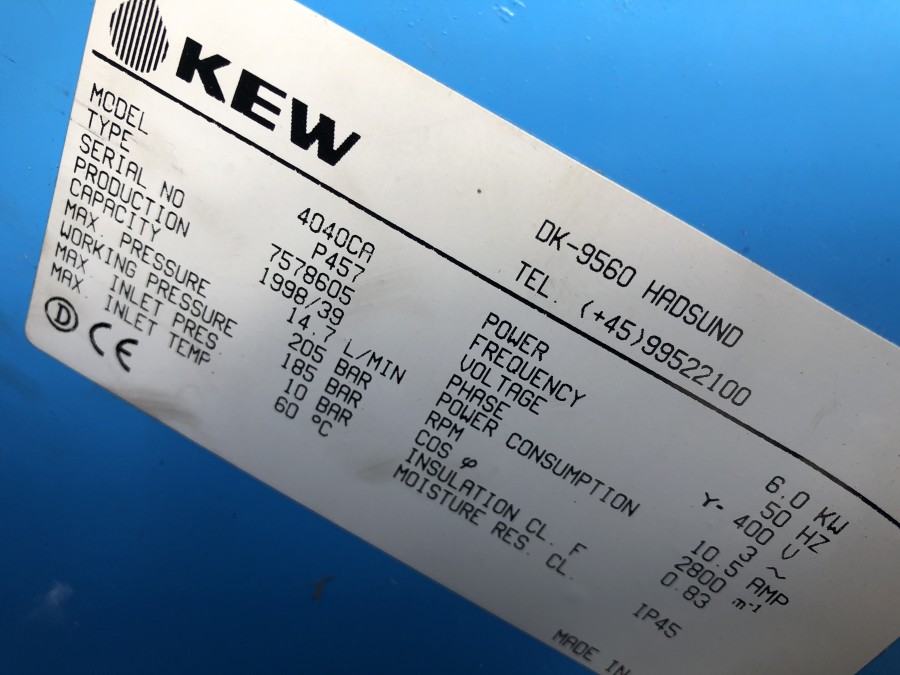 KEW
DK-9560 HADSUND
TEL. (+45)99522100
MODEL 4040CA
TYPE P457
SERIAL NO 7578605
PRODUCTION 1998/39
CAPACITY 14.7 L/MIN
MAX. PRESSURE 205 BAR
WORKING PRESSURE 185 BAR
MAX. INLET PRES. 10 BAR
MAX. INLET TEMP 60 °C
POWER 6.0 KW
FREQUENCY 50 HZ
VOLTAGE Y- 400 V
PHASE 3 ~
POWER CONSUMPTION 10.5 AMP
RPM 2800 m-1
COS φ 0.83
INSULATION CL. F
MOISTURE RES. CL. IP45
D CE
MADE IN